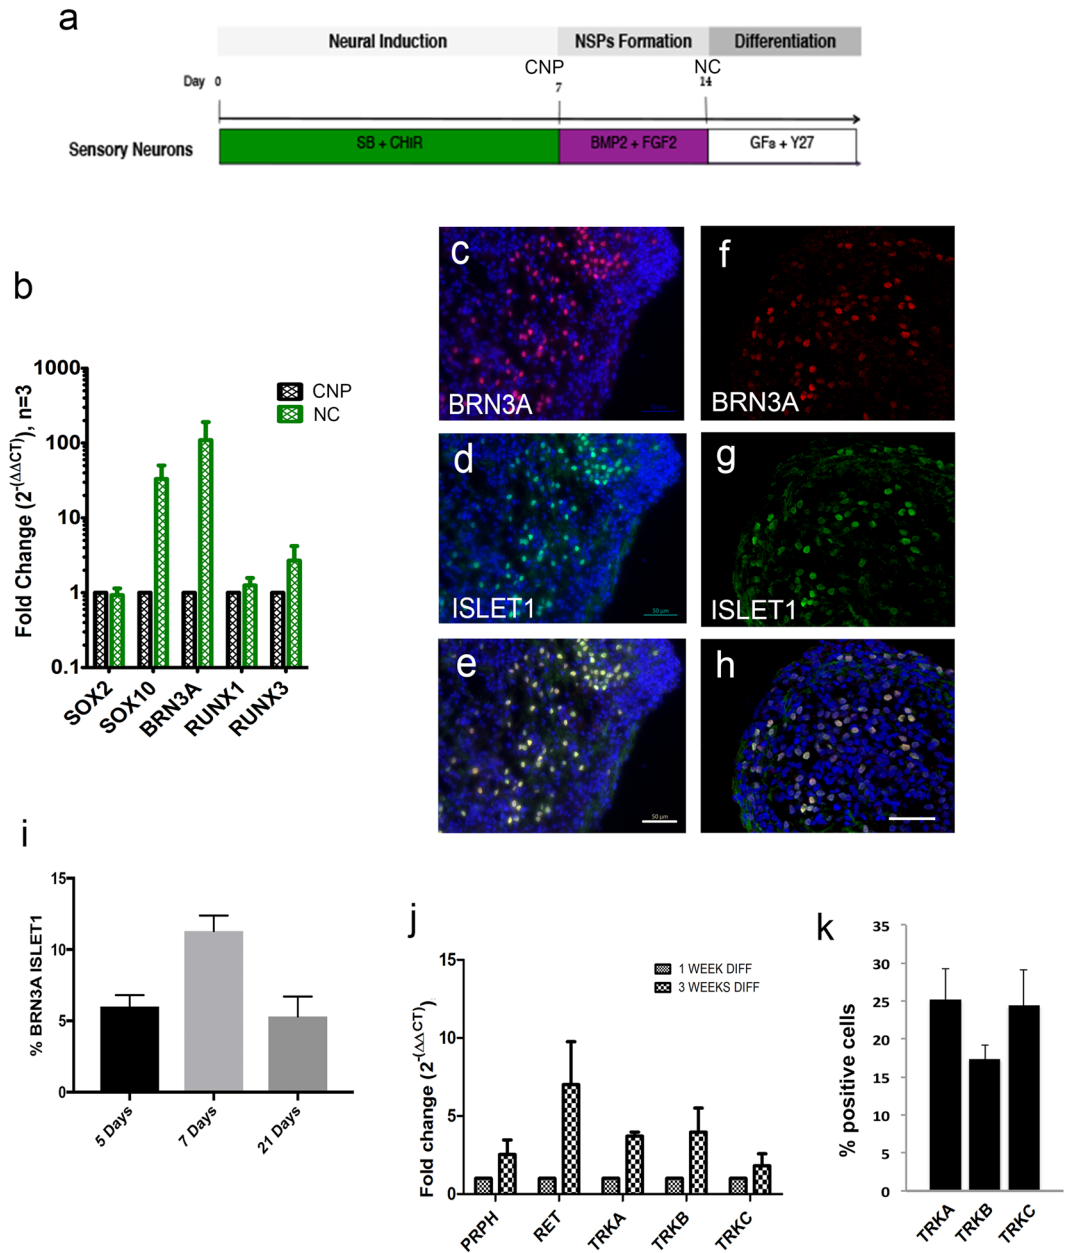 a
Neural Induction NSPs Formation Differentiation
CNP NC
Day 0 7 14
Sensory Neurons SB + CHIR BMP2 + FGF2 GFs + Y27
b
Fold Change (2-(ΔΔCT)), n=3
1000
100
10
1
0.1
CNP
NC
SOX2 SOX10 BRN3A RUNX1 RUNX3
c
BRN3A
f
BRN3A
d
ISLET1
50 µm
g
ISLET1
e
50 µm
h
i
% BRN3A ISLET1
15
10
5
0
5 Days 7 Days 21 Days
j
Fold change (2-(ΔΔCT))
15
10
5
0
1 WEEK DIFF
3 WEEKS DIFF
PRPH RET TRKA TRKB TRKC
k
% positive cells
35
30
25
20
15
10
5
0
TRKA TRKB TRKC